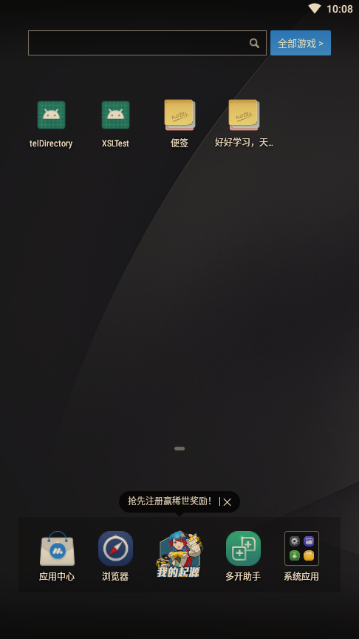 10:08
全部游戏 >
telDirectory
XSLTest
便签
好好学习，天...
抢先注册赢稀世奖励！
我的起源
应用中心
浏览器
多开助手
系统应用